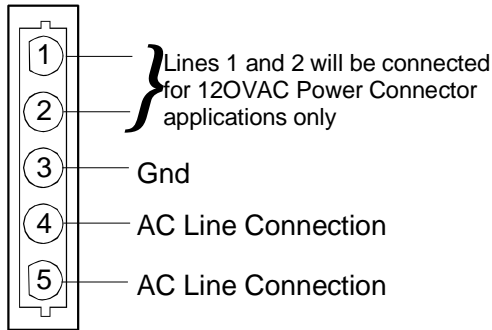 1
Lines 1 and 2 will be connected
for 12OVAC Power Connector
applications only
2
3
Gnd
4
AC Line Connection
5
AC Line Connection